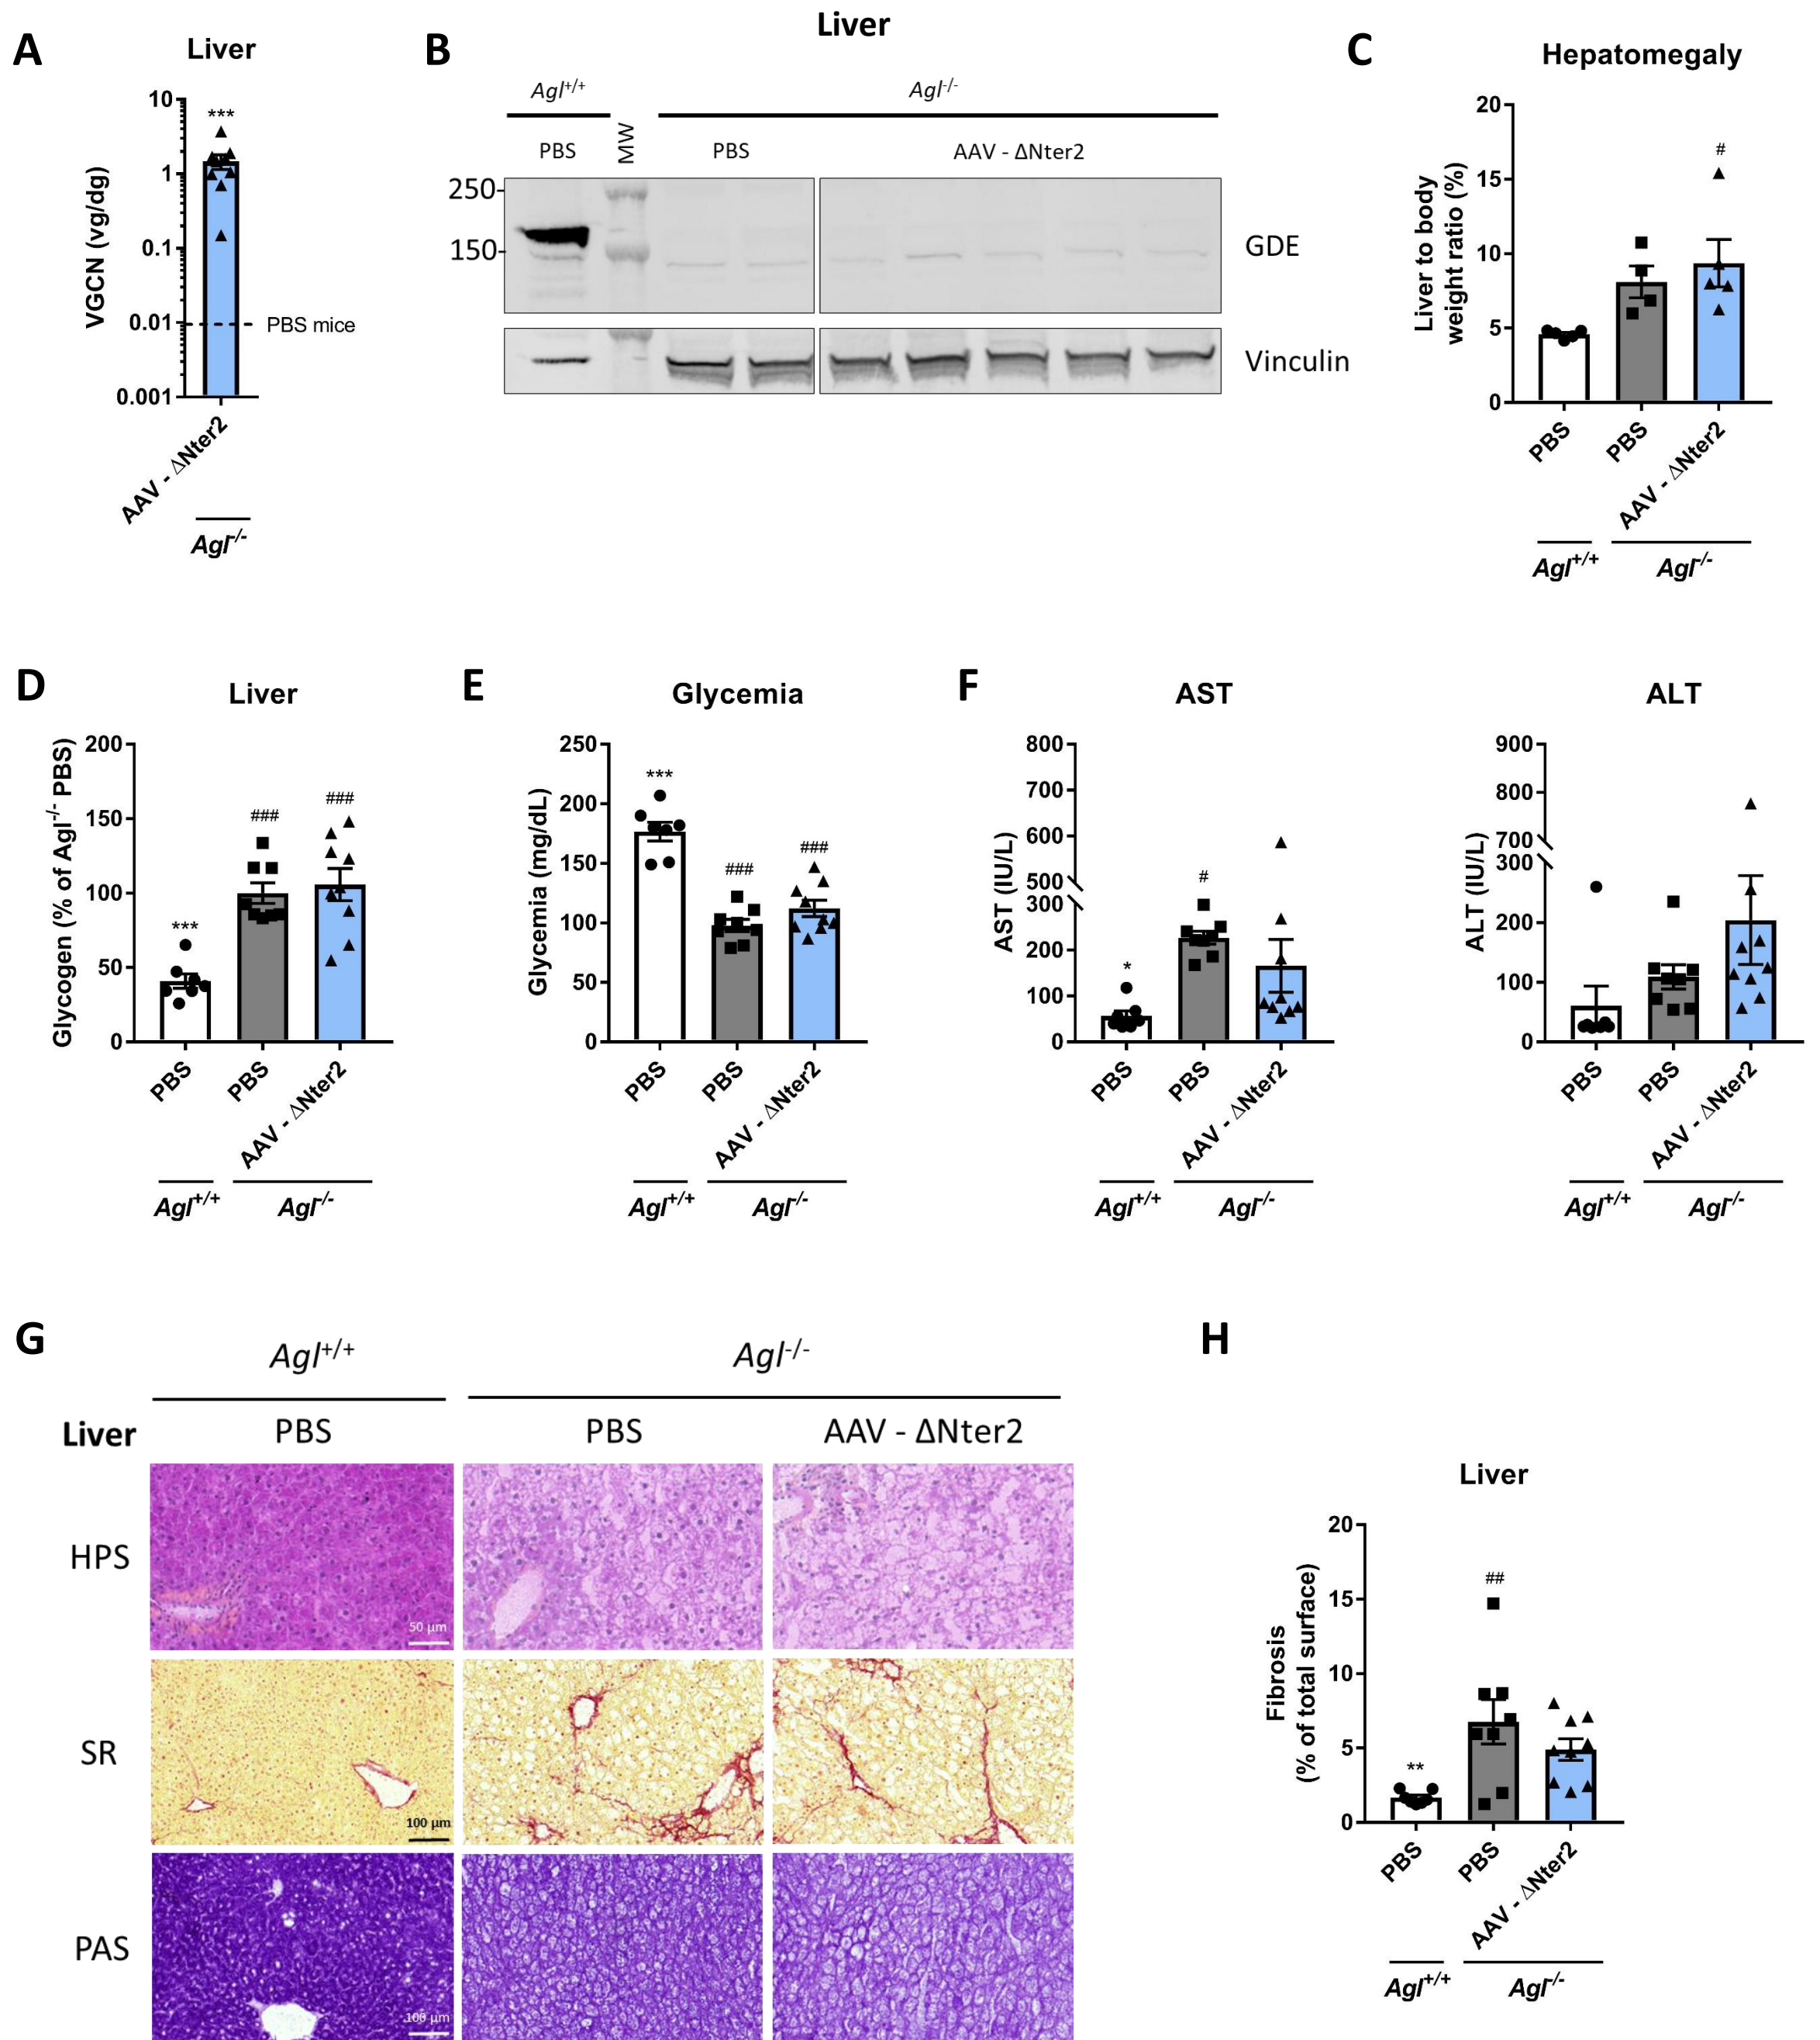 A
Liver
VGCN (vg/dg)
10
1
0.1
0.01
0.001
***
PBS mice
AAV - ΔNter2
Agl-/-
B
Liver
Agl+/+
Agl-/-
PBS
MW
PBS
AAV - ΔNter2
250
150
GDE
Vinculin
C
Hepatomegaly
Liver to body
weight ratio (%)
20
15
10
5
0
#
PBS
PBS
AAV - ΔNter2
Agl+/+
Agl-/-
D
Liver
Glycogen (% of Agl-/- PBS)
200
150
100
50
0
***
###
###
PBS
PBS
AAV - ΔNter2
Agl+/+
Agl-/-
E
Glycemia
Glycemia (mg/dL)
250
200
150
100
50
0
***
###
###
PBS
PBS
AAV - ΔNter2
Agl+/+
Agl-/-
F
AST
AST (IU/L)
800
700
600
500
300
200
100
0
*
#
PBS
PBS
AAV - ΔNter2
Agl+/+
Agl-/-
ALT
ALT (IU/L)
900
800
700
300
200
100
0
PBS
PBS
AAV - ΔNter2
Agl+/+
Agl-/-
G
Agl+/+
Agl-/-
Liver
PBS
PBS
AAV - ΔNter2
HPS
50 µm
SR
100 µm
PAS
100 µm
H
Liver
Fibrosis
(% of total surface)
20
15
10
5
0
**
##
PBS
PBS
AAV - ΔNter2
Agl+/+
Agl-/-